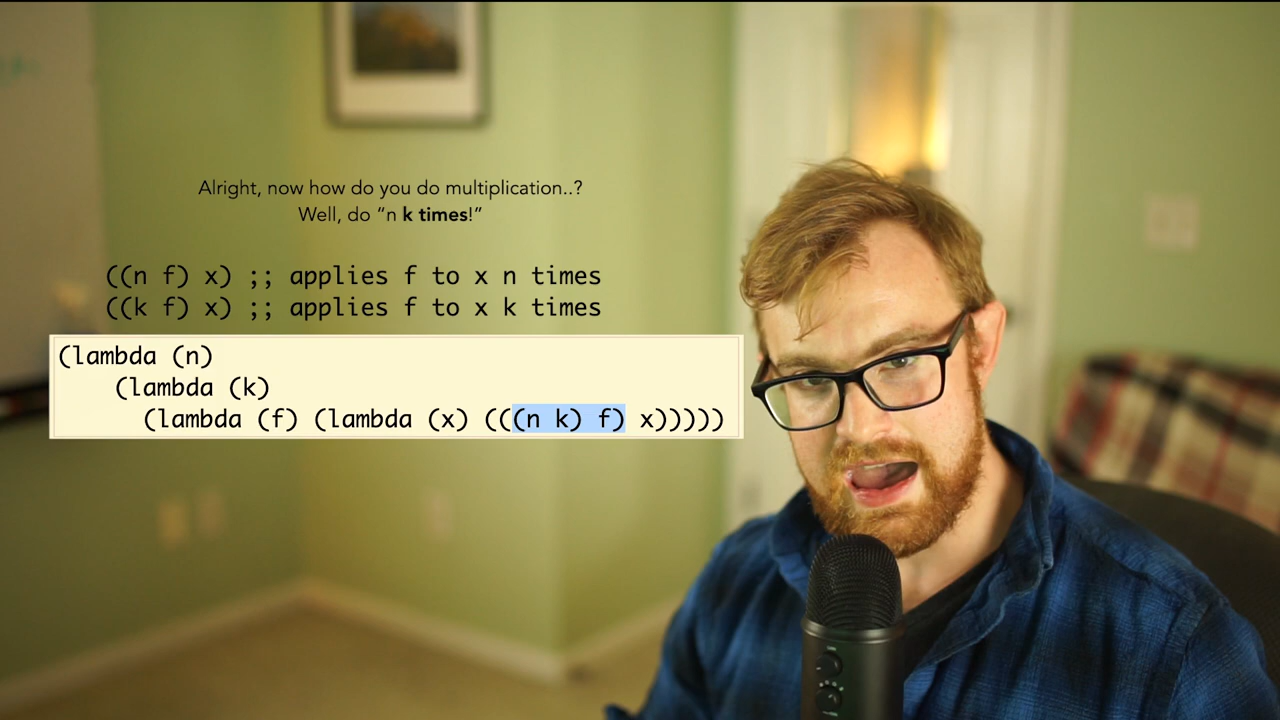 Alright, now how do you do multiplication..?
Well, do “n k times!”
((n f) x) ;; applies f to x n times
((k f) x) ;; applies f to x k times
(lambda (n)
(lambda (k)
(lambda (f) (lambda (x) ((((n k) f) x)))))